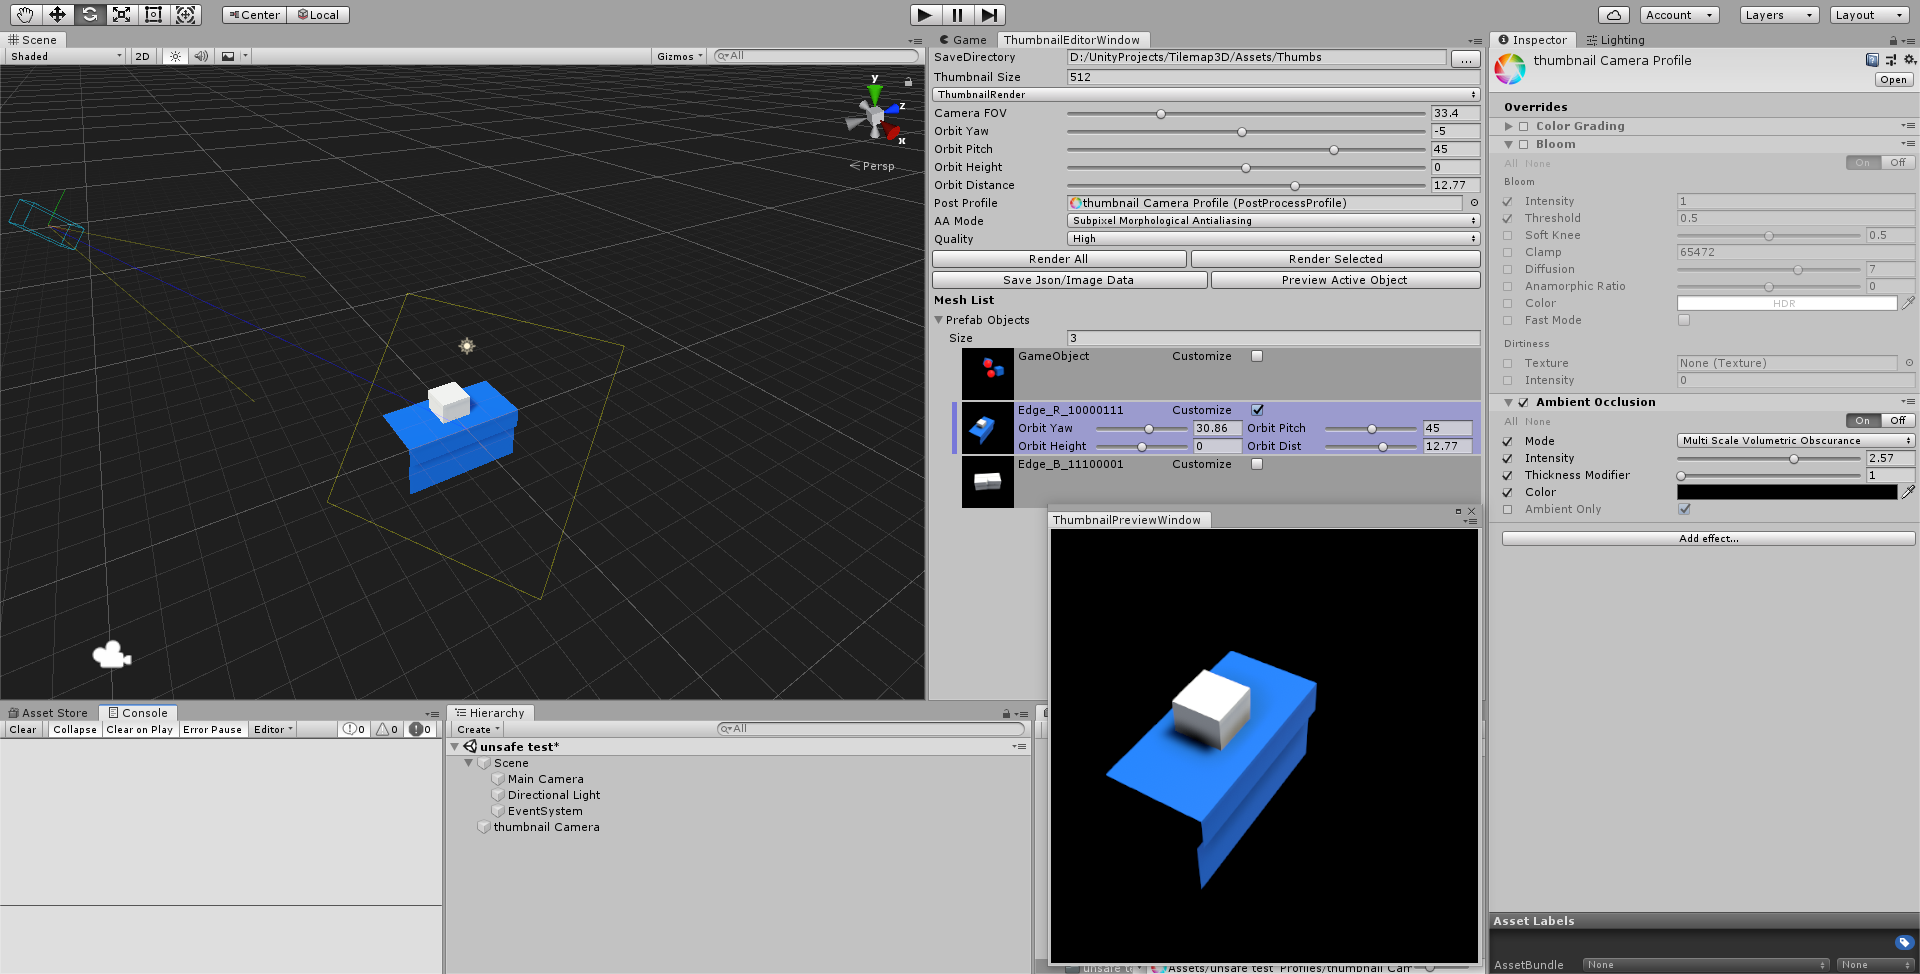 Center Local
Account Layers Layout
Scene
Shaded 2D Gizmos All
y
z
x
Persp
Game ThumbnailEditorWindow
SaveDirectory D:/UnityProjects/Tilemap3D/Assets/Thumbs ...
Thumbnail Size 512
ThumbnailRender
Camera FOV 33.4
Orbit Yaw -5
Orbit Pitch 45
Orbit Height 0
Orbit Distance 12.77
Post Profile thumbnail Camera Profile (PostProcessProfile)
AA Mode Subpixel Morphological Antialiasing
Quality High
Render All Render Selected
Save Json/Image Data Preview Active Object
Mesh List
Prefab Objects
Size 3
GameObject Customize
Edge_R_10000111 Customize
Orbit Yaw 30.86 Orbit Pitch 45
Orbit Height 0 Orbit Dist 12.77
Edge_B_11100001 Customize
ThumbnailPreviewWindow
Inspector Lighting
thumbnail Camera Profile
Open
Overrides
Color Grading
Bloom
All None On Off
Bloom
Intensity 1
Threshold 0.5
Soft Knee 0.5
Clamp 65472
Diffusion 7
Anamorphic Ratio 0
Color HDR
Fast Mode
Dirtiness
Texture None (Texture)
Intensity 0
Ambient Occlusion
All None On Off
Mode Multi Scale Volumetric Obscurance
Intensity 2.57
Thickness Modifier 1
Color
Ambient Only
Add effect...
Asset Labels
AssetBundle None None
Asset Store Console
Clear Collapse Clear on Play Error Pause Editor 0 0 0
Hierarchy
Create All
unsafe test*
Scene
Main Camera
Directional Light
EventSystem
thumbnail Camera
unsafe Assets/unsafe test_Profiles/thumbnail Cam